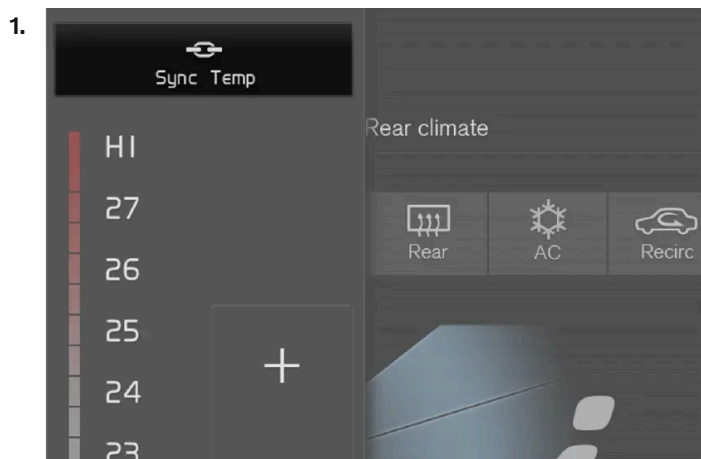 1.
Sync Temp
Rear climate
HI
27
26
25
24
23
Rear
AC
Recirc